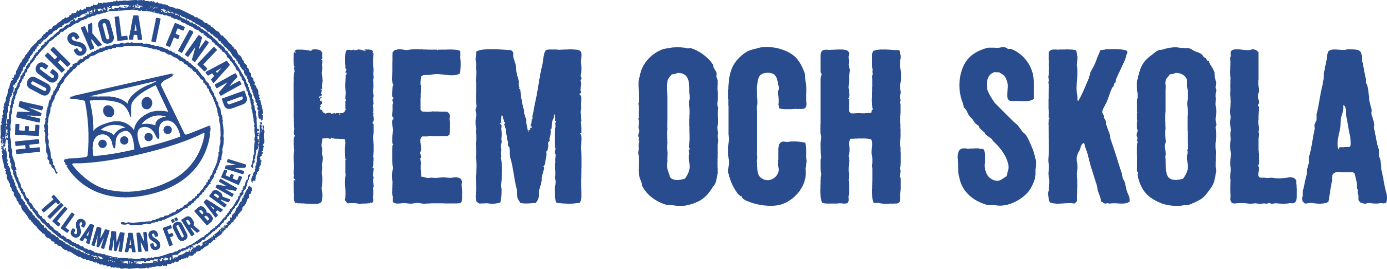 HEM OCH SKOLA I FINLAND
TILLSAMMANS FÖR BARNEN
HEM OCH SKOLA